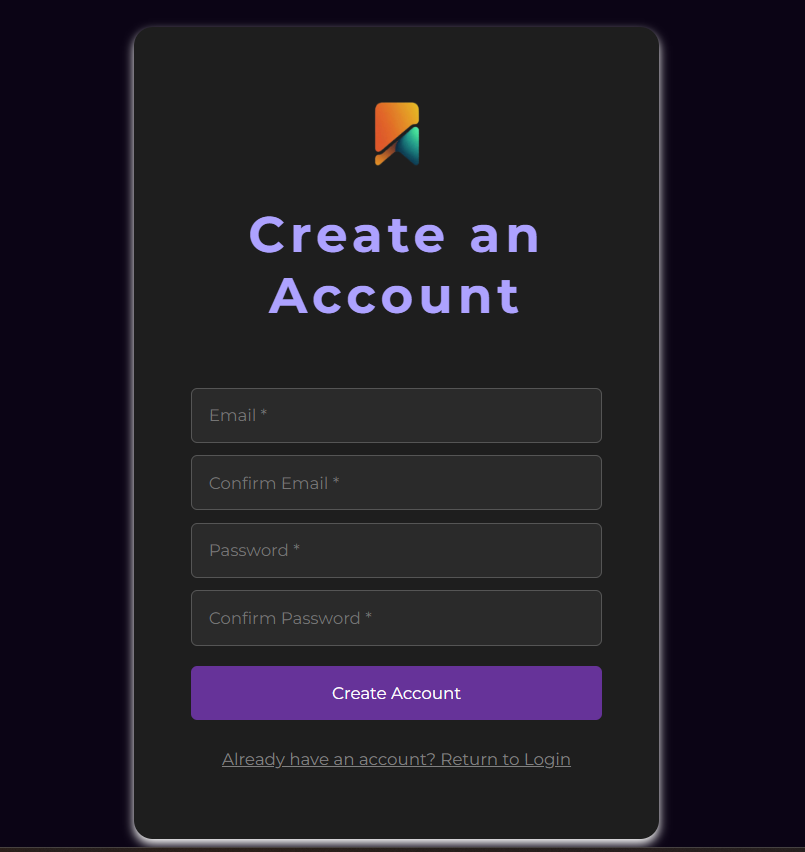 Create an
Account
Email *
Confirm Email *
Password *
Confirm Password *
Create Account
Already have an account? Return to Login